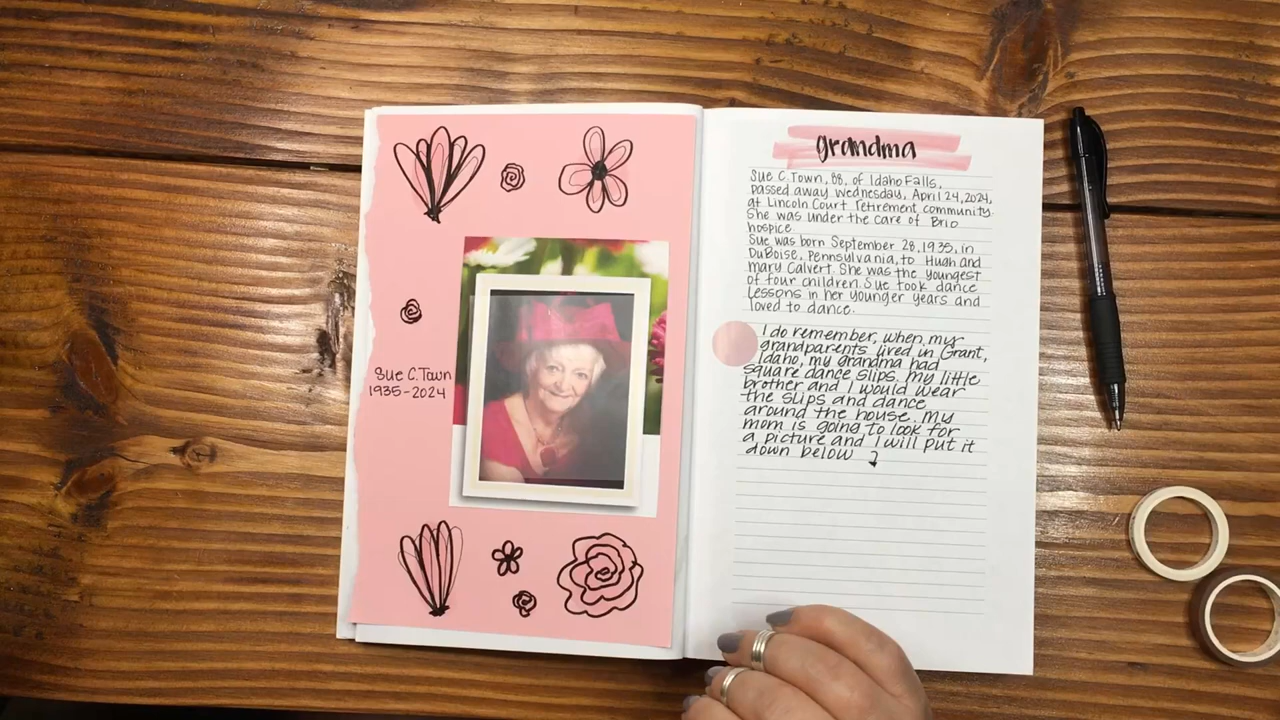 Sue C. Town
1935-2024
grandma
Sue C. Town, 88, of Idaho Falls,
passed away Wednesday, April 24, 2024,
at Lincoln Court Retirement community.
She was under the care of Brio
hospice.
Sue was born September 28, 1935, in
DuBoise, Pennsylvania, to Hugh and
mary Calvert. She was the youngest
of four children. Sue took dance
lessons in her younger years and
loved to dance.
I do remember, when my
grandparents lived in Grant,
Idaho, my grandma had
square dance slips. my little
brother and I would wear
the slips and dance
around the house. my
mom is going to look for
a picture and I will put it
down below